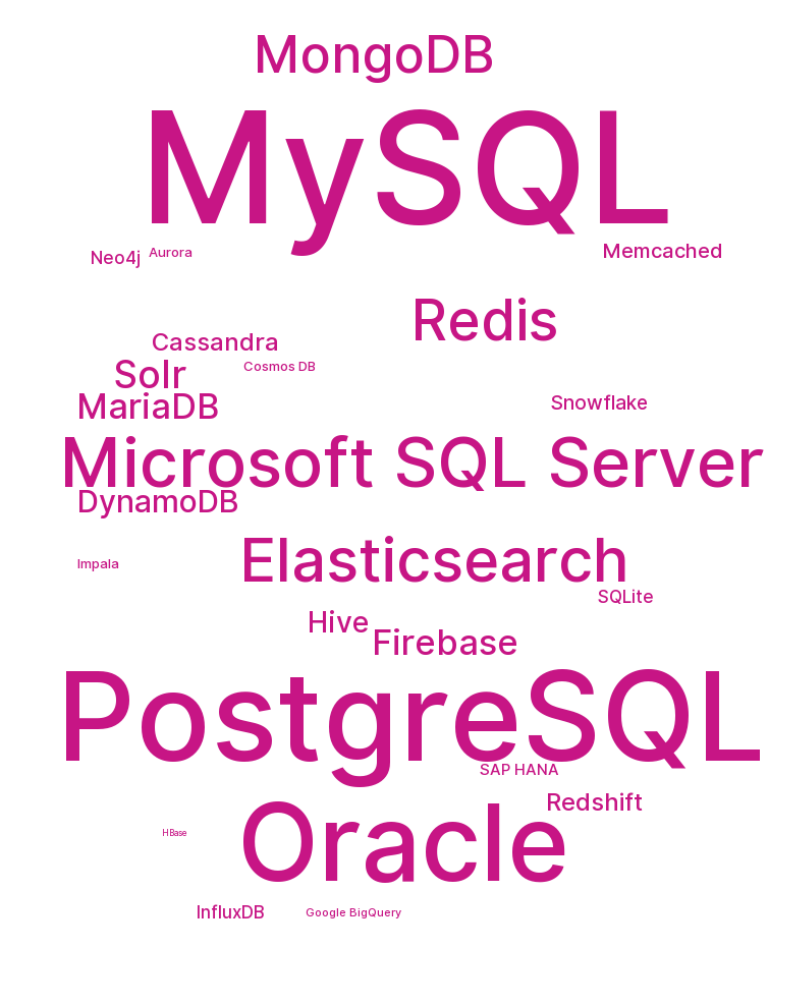 MongoDB
MySQL
Neo4j Aurora Memcached
Redis
Cassandra
Solr Cosmos DB
MariaDB Snowflake
Microsoft SQL Server
DynamoDB
Elasticsearch
Impala
SQLite
Hive
Firebase
PostgreSQL
SAP HANA
Redshift
Oracle
HBase
InfluxDB Google BigQuery